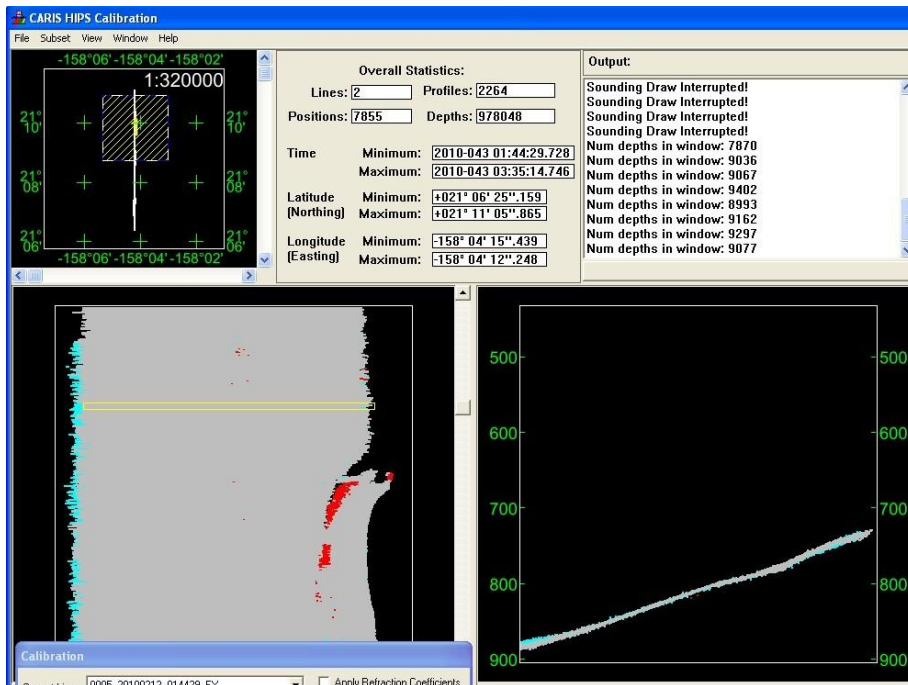 CARIS HIPS Calibration
File Subset View Window Help
-158°06' -158°04' -158°02'
1:320000
21° 10' 21° 10'
21° 08' 21° 08'
21° 06' 21° 06'
-158°06' -158°04' -158°02'
Overall Statistics:
Lines: 2 Profiles: 2264
Positions: 7855 Depths: 978048
Time Minimum: 2010-043 01:44:29.728
Maximum: 2010-043 03:35:14.746
Latitude (Northing) Minimum: +021° 06' 25".159
Maximum: +021° 11' 05".865
Longitude (Easting) Minimum: -158° 04' 15".439
Maximum: -158° 04' 12".248
Output:
Sounding Draw Interrupted!
Sounding Draw Interrupted!
Sounding Draw Interrupted!
Sounding Draw Interrupted!
Num depths in window: 7870
Num depths in window: 9036
Num depths in window: 9067
Num depths in window: 9402
Num depths in window: 8993
Num depths in window: 9162
Num depths in window: 9297
Num depths in window: 9077
500 500
600 600
700 700
800 800
900 900
Calibration
Apply Refraction Coefficients